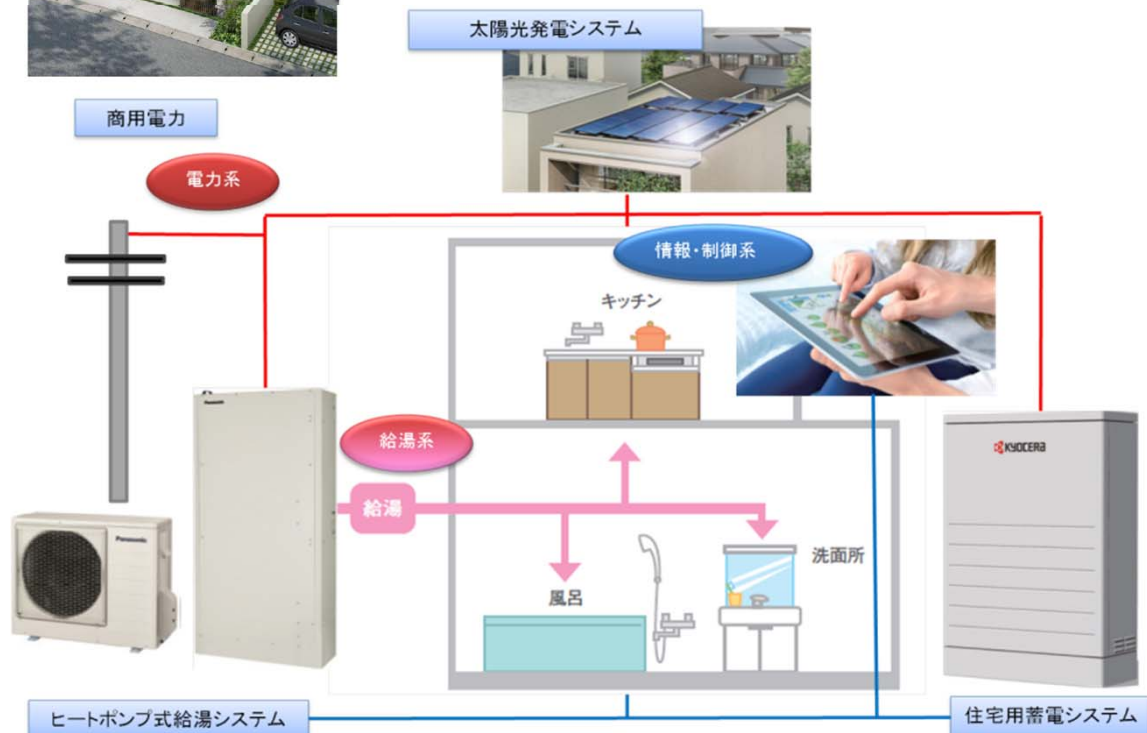 太陽光発電システム
商用電力
電力系
情報・制御系
キッチン
Panasonic
KYOCERA
給湯系
給湯
Panasonic
洗面所
風呂
ヒートポンプ式給湯システム
住宅用蓄電システム